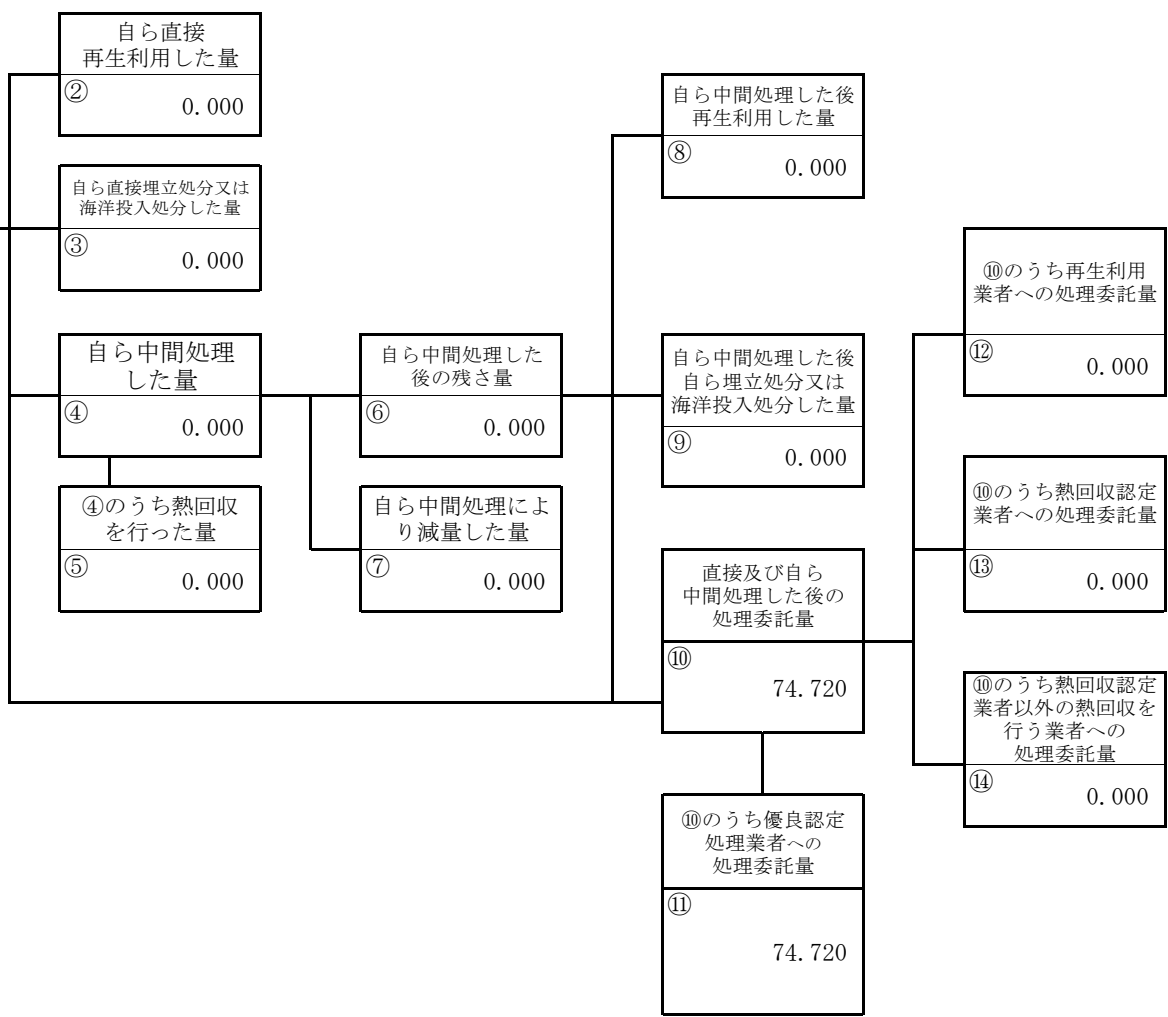 自ら直接
再生利用した量
②
0.000
自ら直接埋立処分又は
海洋投入処分した量
③
0.000
自ら中間処理
した量
④
0.000
④のうち熱回収
を行った量
⑤
0.000
自ら中間処理した
後の残さ量
⑥
0.000
自ら中間処理によ
り減量した量
⑦
0.000
自ら中間処理した後
再生利用した量
⑧
0.000
自ら中間処理した後
自ら埋立処分又は
海洋投入処分した量
⑨
0.000
直接及び自ら
中間処理した後の
処理委託量
⑩
74.720
⑩のうち優良認定
処理業者への
処理委託量
⑪
74.720
⑩のうち再生利用
業者への処理委託量
⑫
0.000
⑩のうち熱回収認定
業者への処理委託量
⑬
0.000
⑩のうち熱回収認定
業者以外の熱回収を
行う業者への
処理委託量
⑭
0.000